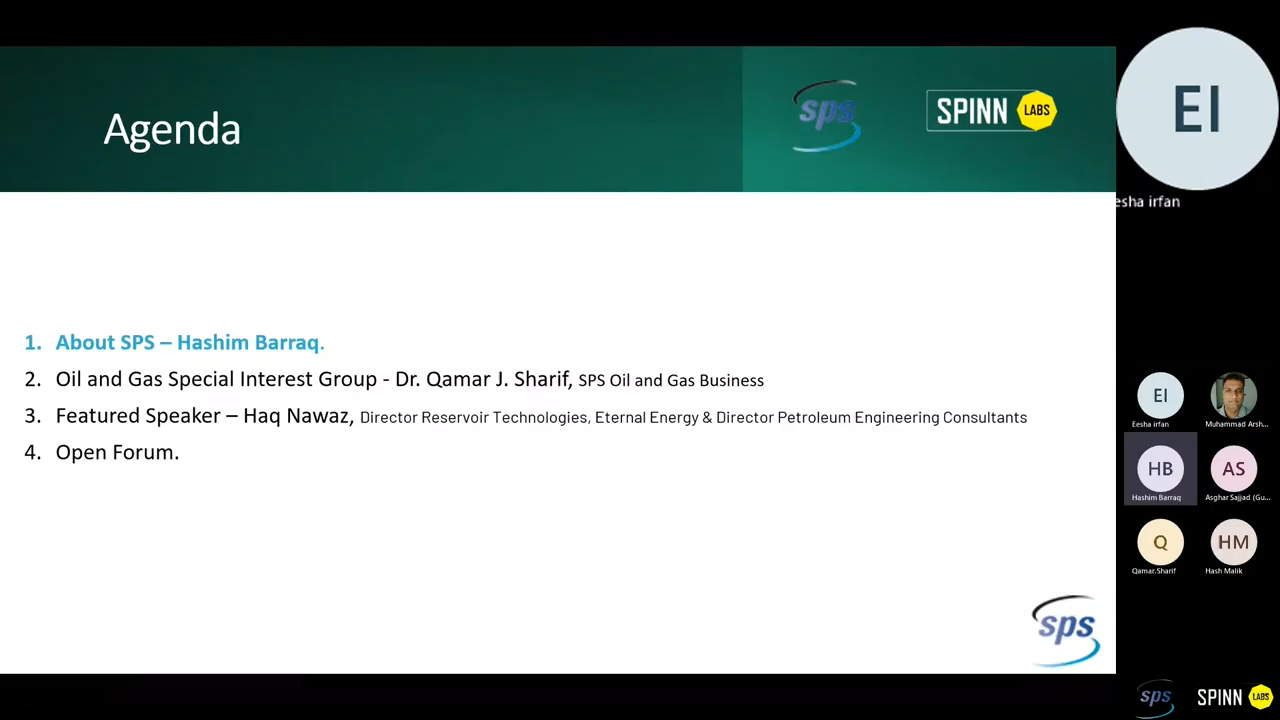 Agenda
sps
SPINN LABS
EI
esha irfan
1. About SPS – Hashim Barraq.
2. Oil and Gas Special Interest Group - Dr. Qamar J. Sharif, SPS Oil and Gas Business
3. Featured Speaker – Haq Nawaz, Director Reservoir Technologies, Eternal Energy & Director Petroleum Engineering Consultants
4. Open Forum.
EI
Eesha irfan
Muhammad Arsh...
HB
Hashim Barraq
AS
Asghar Sajjad (Gu...
Q
Qamar.Sharif
HM
Hash Malik
sps
sps
SPINN LABS